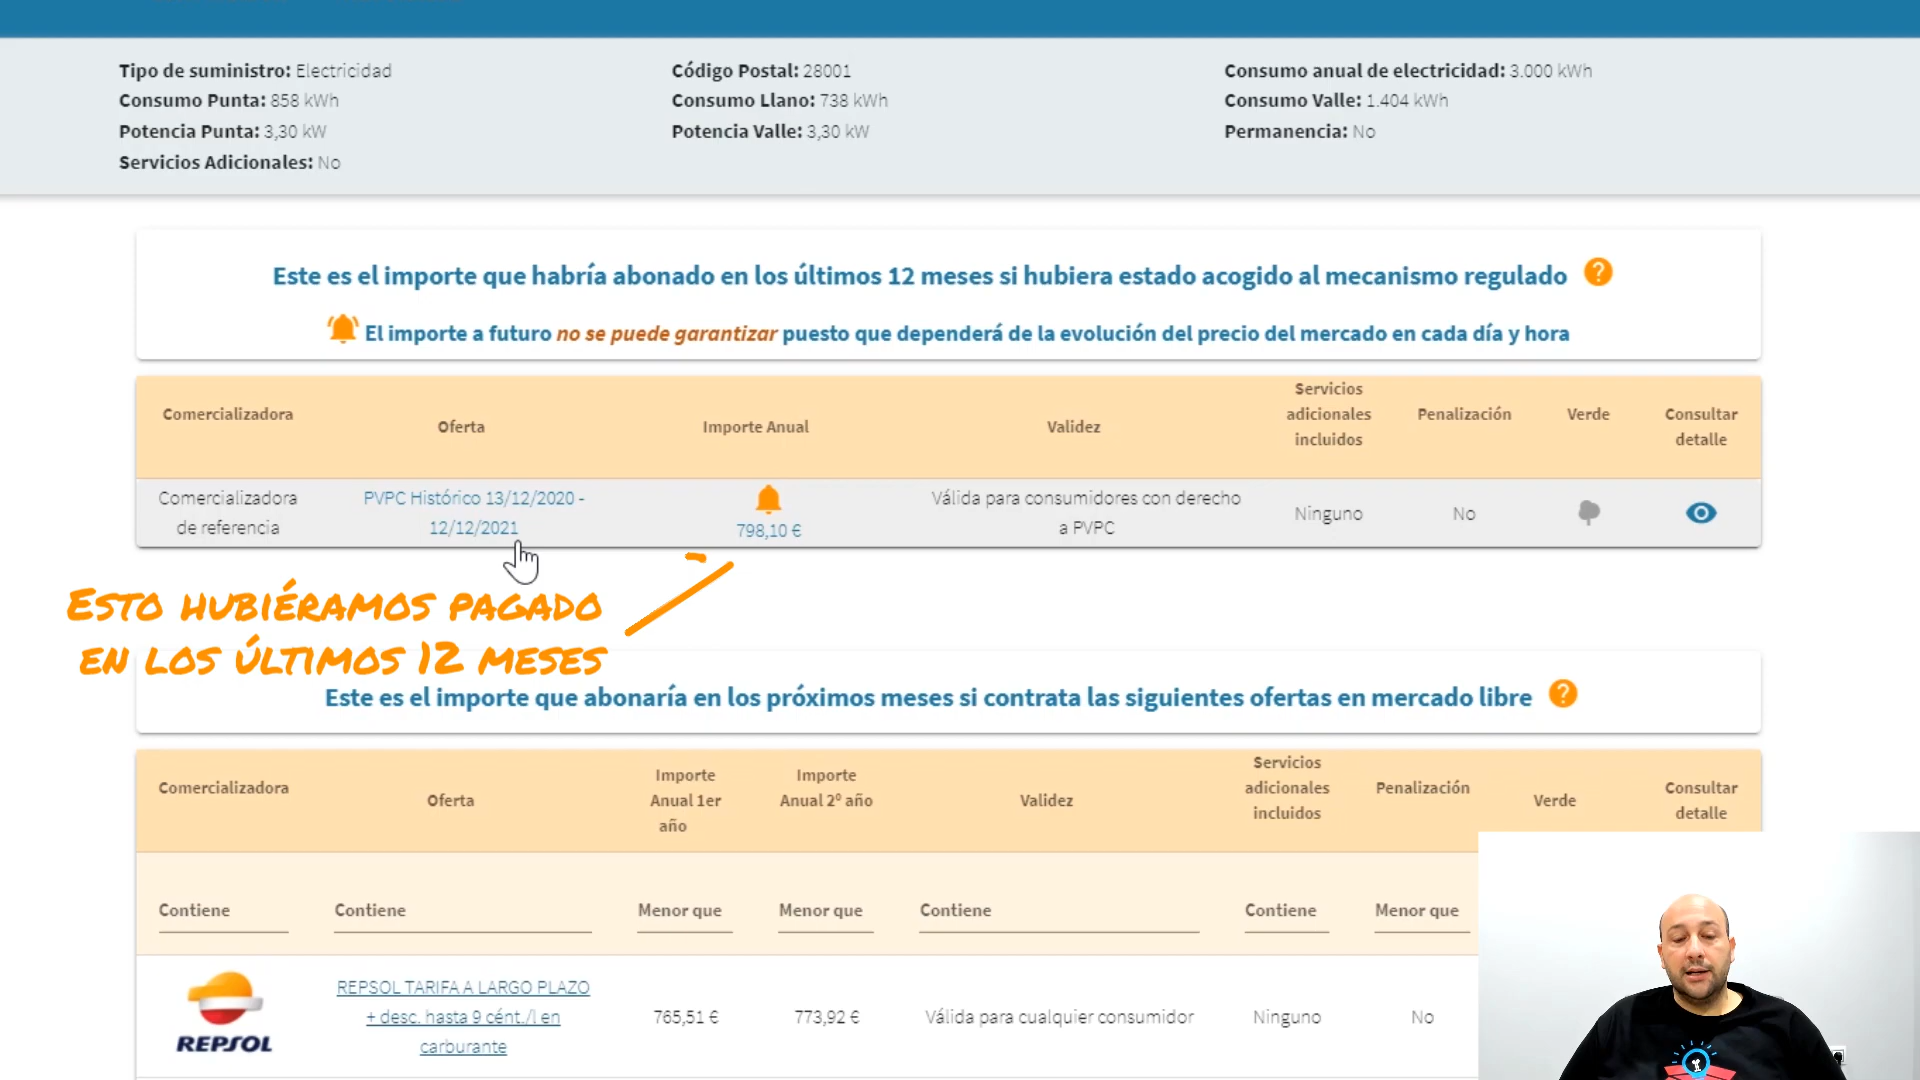 Tipo de suministro: Electricidad
Código Postal: 28001
Consumo anual de electricidad: 3.000 kWh
Consumo Punta: 858 kWh
Consumo Llano: 738 kWh
Consumo Valle: 1.404 kWh
Potencia Punta: 3,30 kW
Potencia Valle: 3,30 kW
Permanencia: No
Servicios Adicionales: No
Este es el importe que habría abonado en los últimos 12 meses si hubiera estado acogido al mecanismo regulado ?
El importe a futuro no se puede garantizar puesto que dependerá de la evolución del precio del mercado en cada día y hora
Comercializadora
Oferta
Importe Anual
Validez
Servicios
adicionales
incluidos
Penalización
Verde
Consultar
detalle
Comercializadora
de referencia
PVPC Histórico 13/12/2020 -
12/12/2021
798,10 €
Válida para consumidores con derecho
a PVPC
Ninguno
No
Esto hubiéramos pagado
en los últimos 12 meses
Este es el importe que abonaría en los próximos meses si contrata las siguientes ofertas en mercado libre ?
Comercializadora
Oferta
Importe
Anual 1er
año
Importe
Anual 2º año
Validez
Servicios
adicionales
incluidos
Penalización
Verde
Consultar
detalle
Contiene
Contiene
Menor que
Menor que
Contiene
Contiene
Menor que
REPSOL
REPSOL TARIFA A LARGO PLAZO
+ desc. hasta 9 cént./l en
carburante
765,51 €
773,92 €
Válida para cualquier consumidor
Ninguno
No